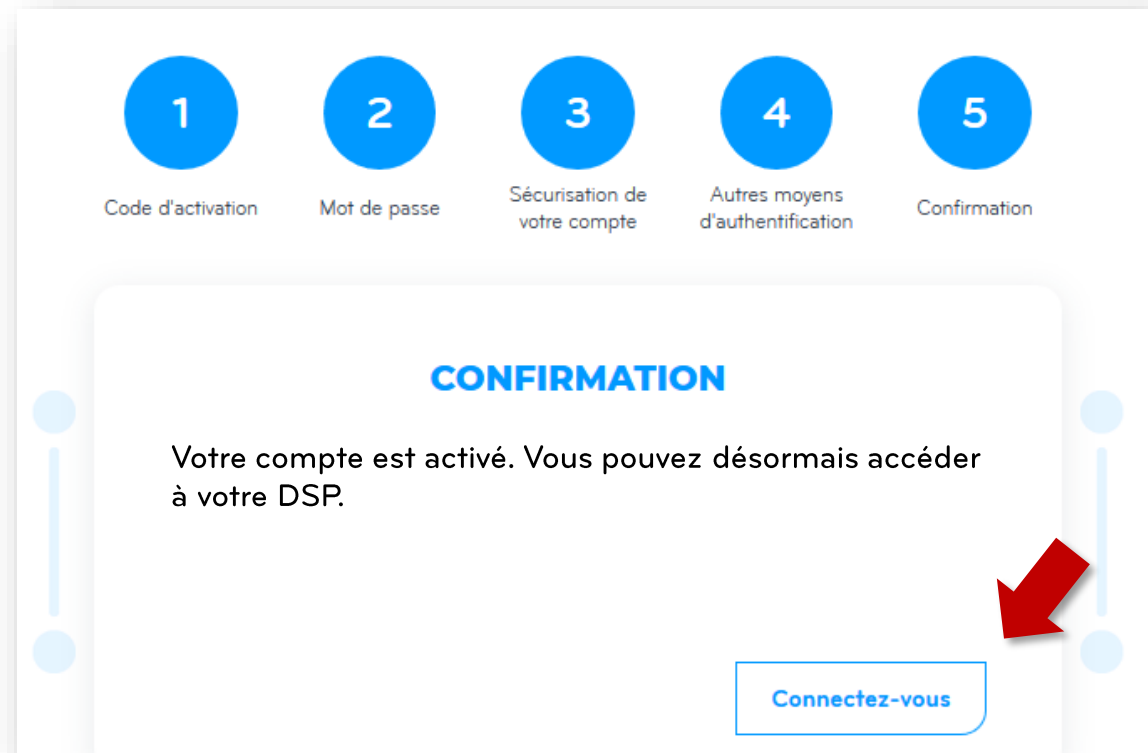 1 2 3 4 5
Code d'activation
Mot de passe
Sécurisation de
votre compte
Autres moyens
d'authentification
Confirmation
CONFIRMATION
Votre compte est activé. Vous pouvez désormais accéder
à votre DSP.
Connectez-vous